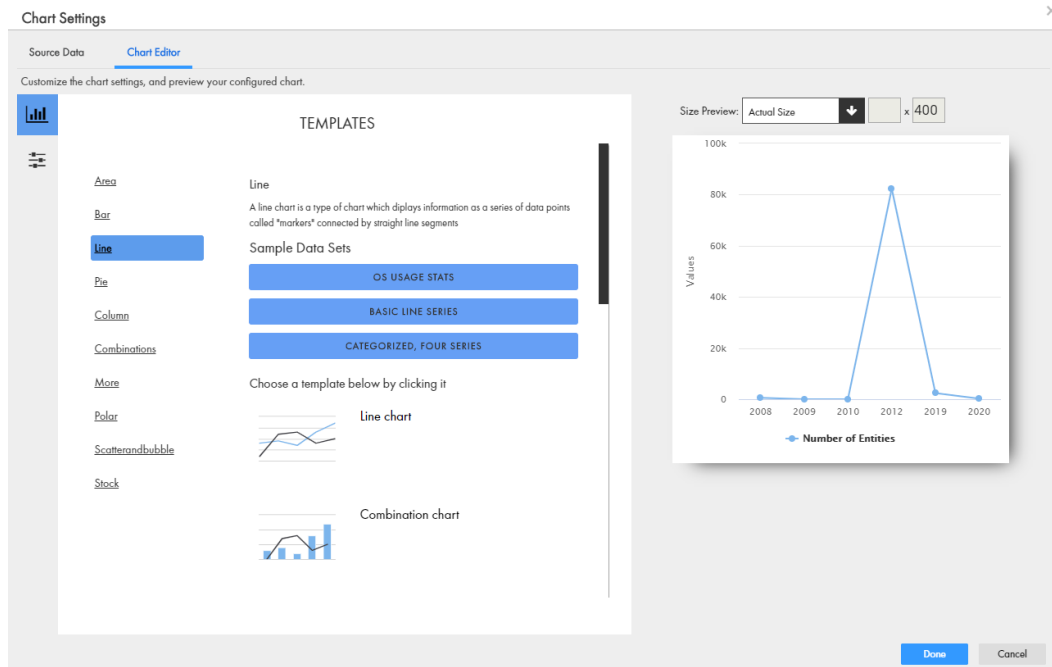 Chart Settings
Source Data
Chart Editor
Customize the chart settings, and preview your configured chart.
TEMPLATES
Area
Bar
Line
Pie
Column
Combinations
More
Polar
Scatterandbubble
Stock
Line
A line chart is a type of chart which diplays information as a series of data points
called "markers" connected by straight line segments
Sample Data Sets
OS USAGE STATS
BASIC LINE SERIES
CATEGORIZED, FOUR SERIES
Choose a template below by clicking it
Line chart
Combination chart
Size Preview: Actual Size x 400
100k
80k
60k
40k
20k
0
Values
2008 2009 2010 2012 2019 2020
Number of Entities
Done
Cancel